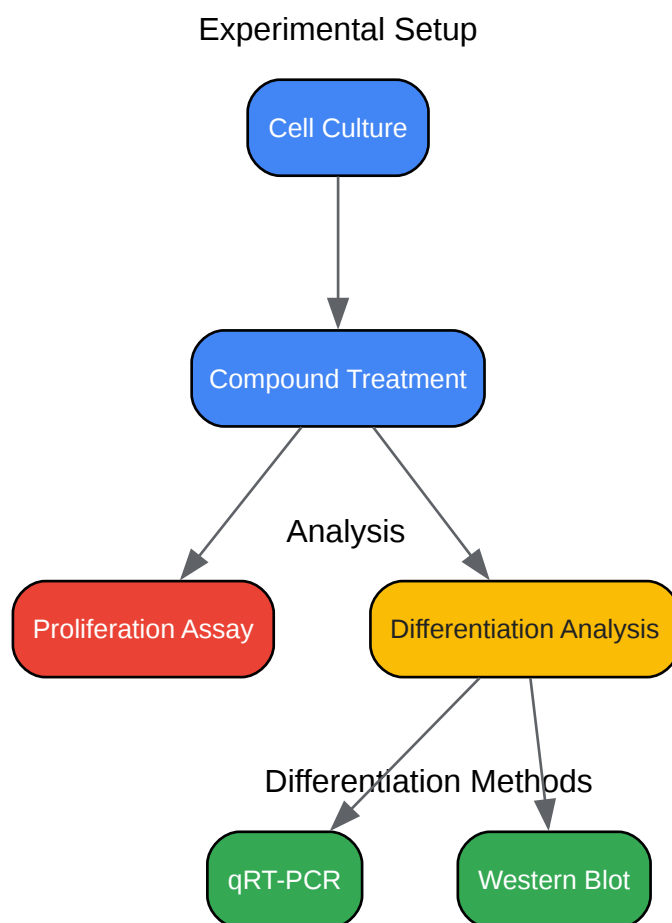 Experimental Setup
Cell Culture
Compound Treatment
Analysis
Proliferation Assay
Differentiation Analysis
Differentiation Methods
qRT-PCR
Western Blot